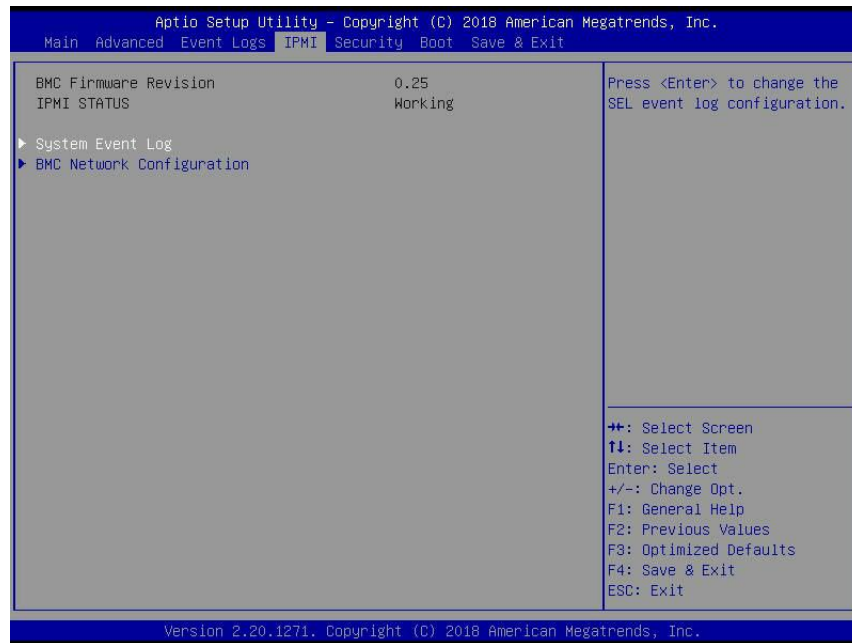 Aptio Setup Utility – Copyright (C) 2018 American Megatrends, Inc.
Main Advanced Event Logs IPMI Security Boot Save & Exit
BMC Firmware Revision 0.25
IPMI STATUS Working
System Event Log
BMC Network Configuration
Press <Enter> to change the
SEL event log configuration.
→←: Select Screen
↑↓: Select Item
Enter: Select
+/-: Change Opt.
F1: General Help
F2: Previous Values
F3: Optimized Defaults
F4: Save & Exit
ESC: Exit
Version 2.20.1271. Copyright (C) 2018 American Megatrends, Inc.